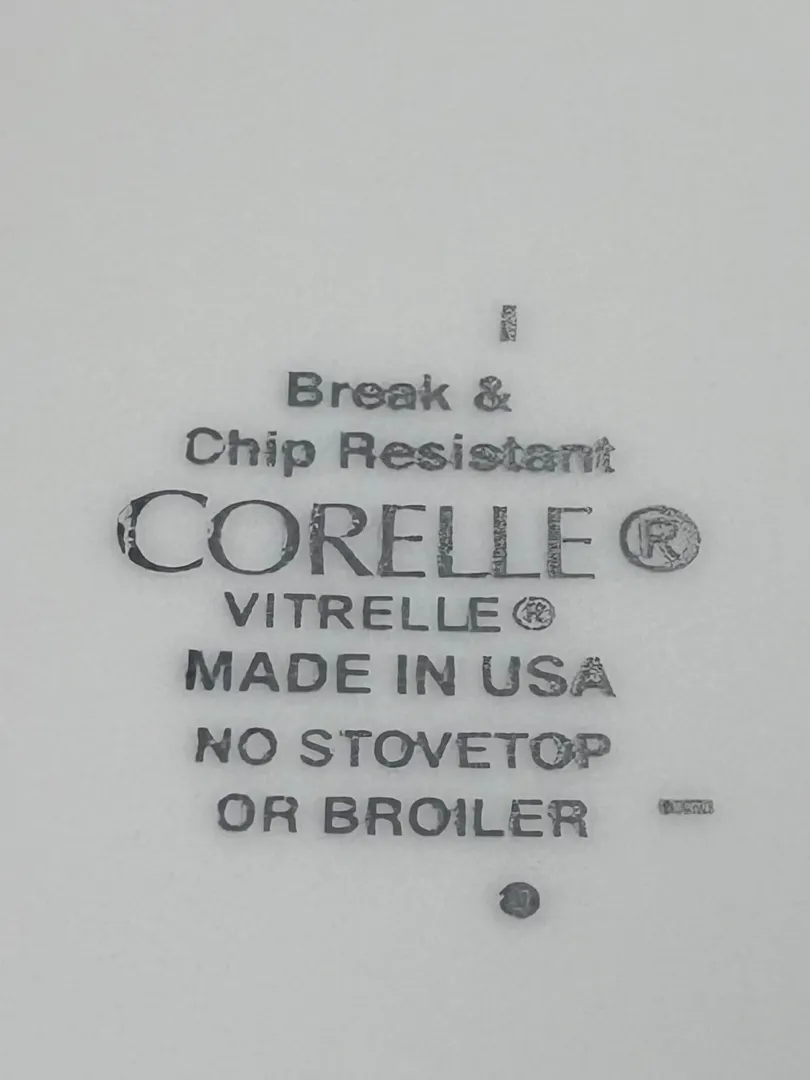 Break &
Chip Resistant
CORELLE ®
VITRELLE ®
MADE IN USA
NO STOVETOP
OR BROILER